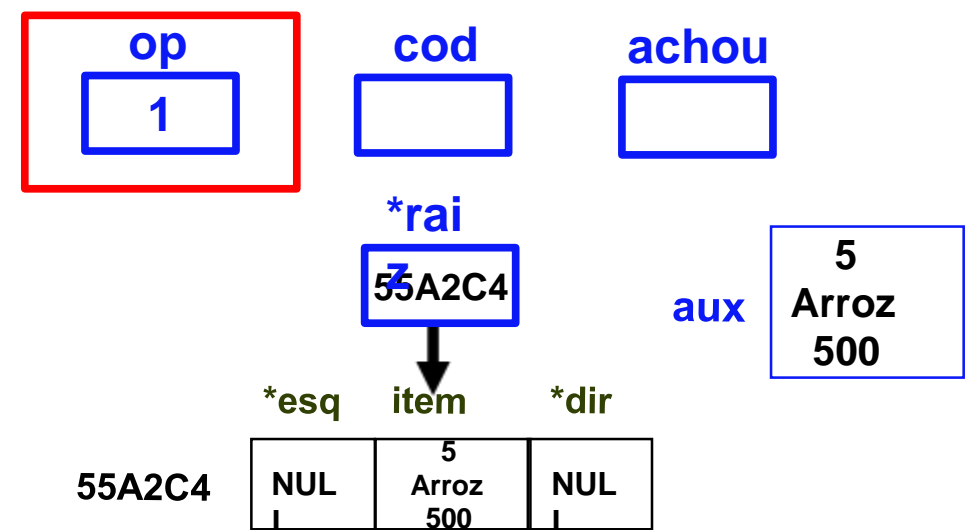 op cod achou
1
*rai
z
55A2C4
aux
5
Arroz
500
*esq item *dir
55A2C4
NUL
5
Arroz
500
NUL